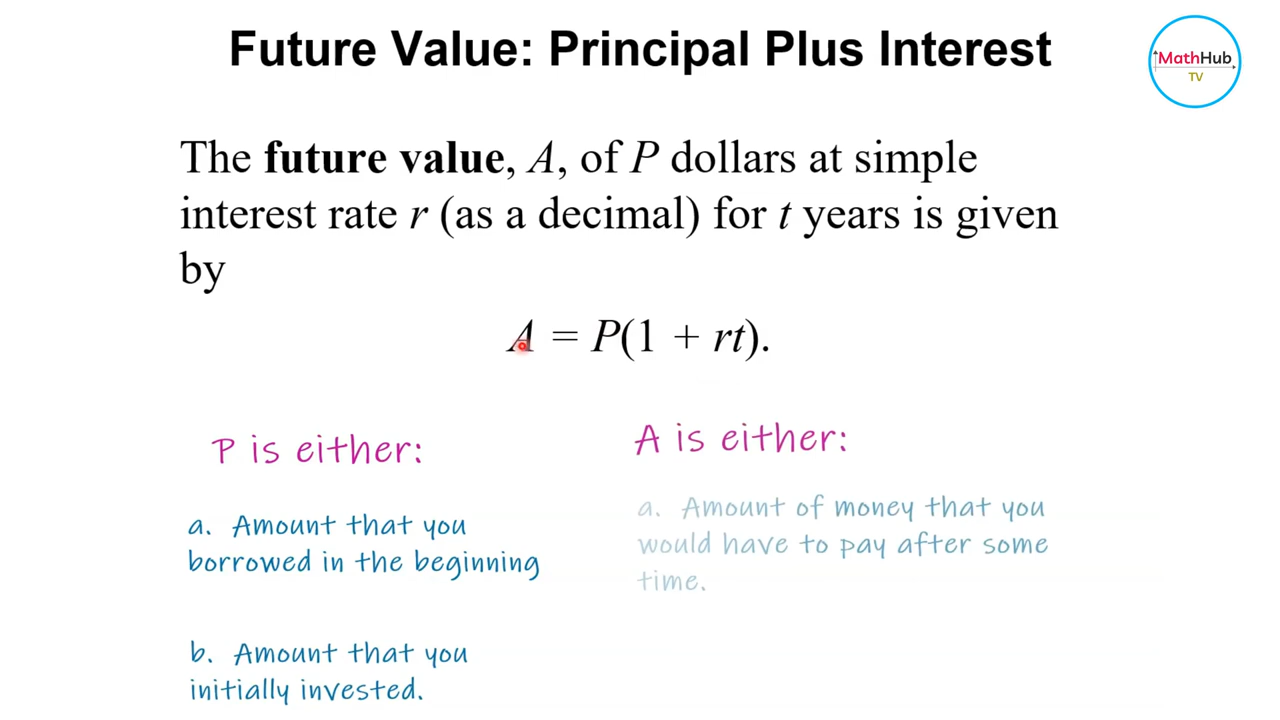 Future Value: Principal Plus Interest
MathHub
TV
The future value, A, of P dollars at simple
interest rate r (as a decimal) for t years is given
by
A = P(1 + rt).
P is either:
a. Amount that you
borrowed in the beginning
b. Amount that you
initially invested.
A is either:
a. Amount of money that you
would have to pay after some
time.